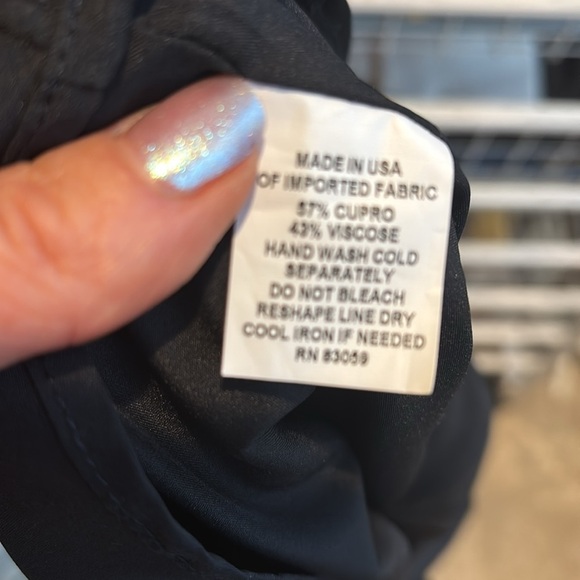 MADE IN USA
OF IMPORTED FABRIC
57% CUPRO
43% VISCOSE
HAND WASH COLD
SEPARATELY
DO NOT BLEACH
RESHAPE LINE DRY
COOL IRON IF NEEDED
RN 83059